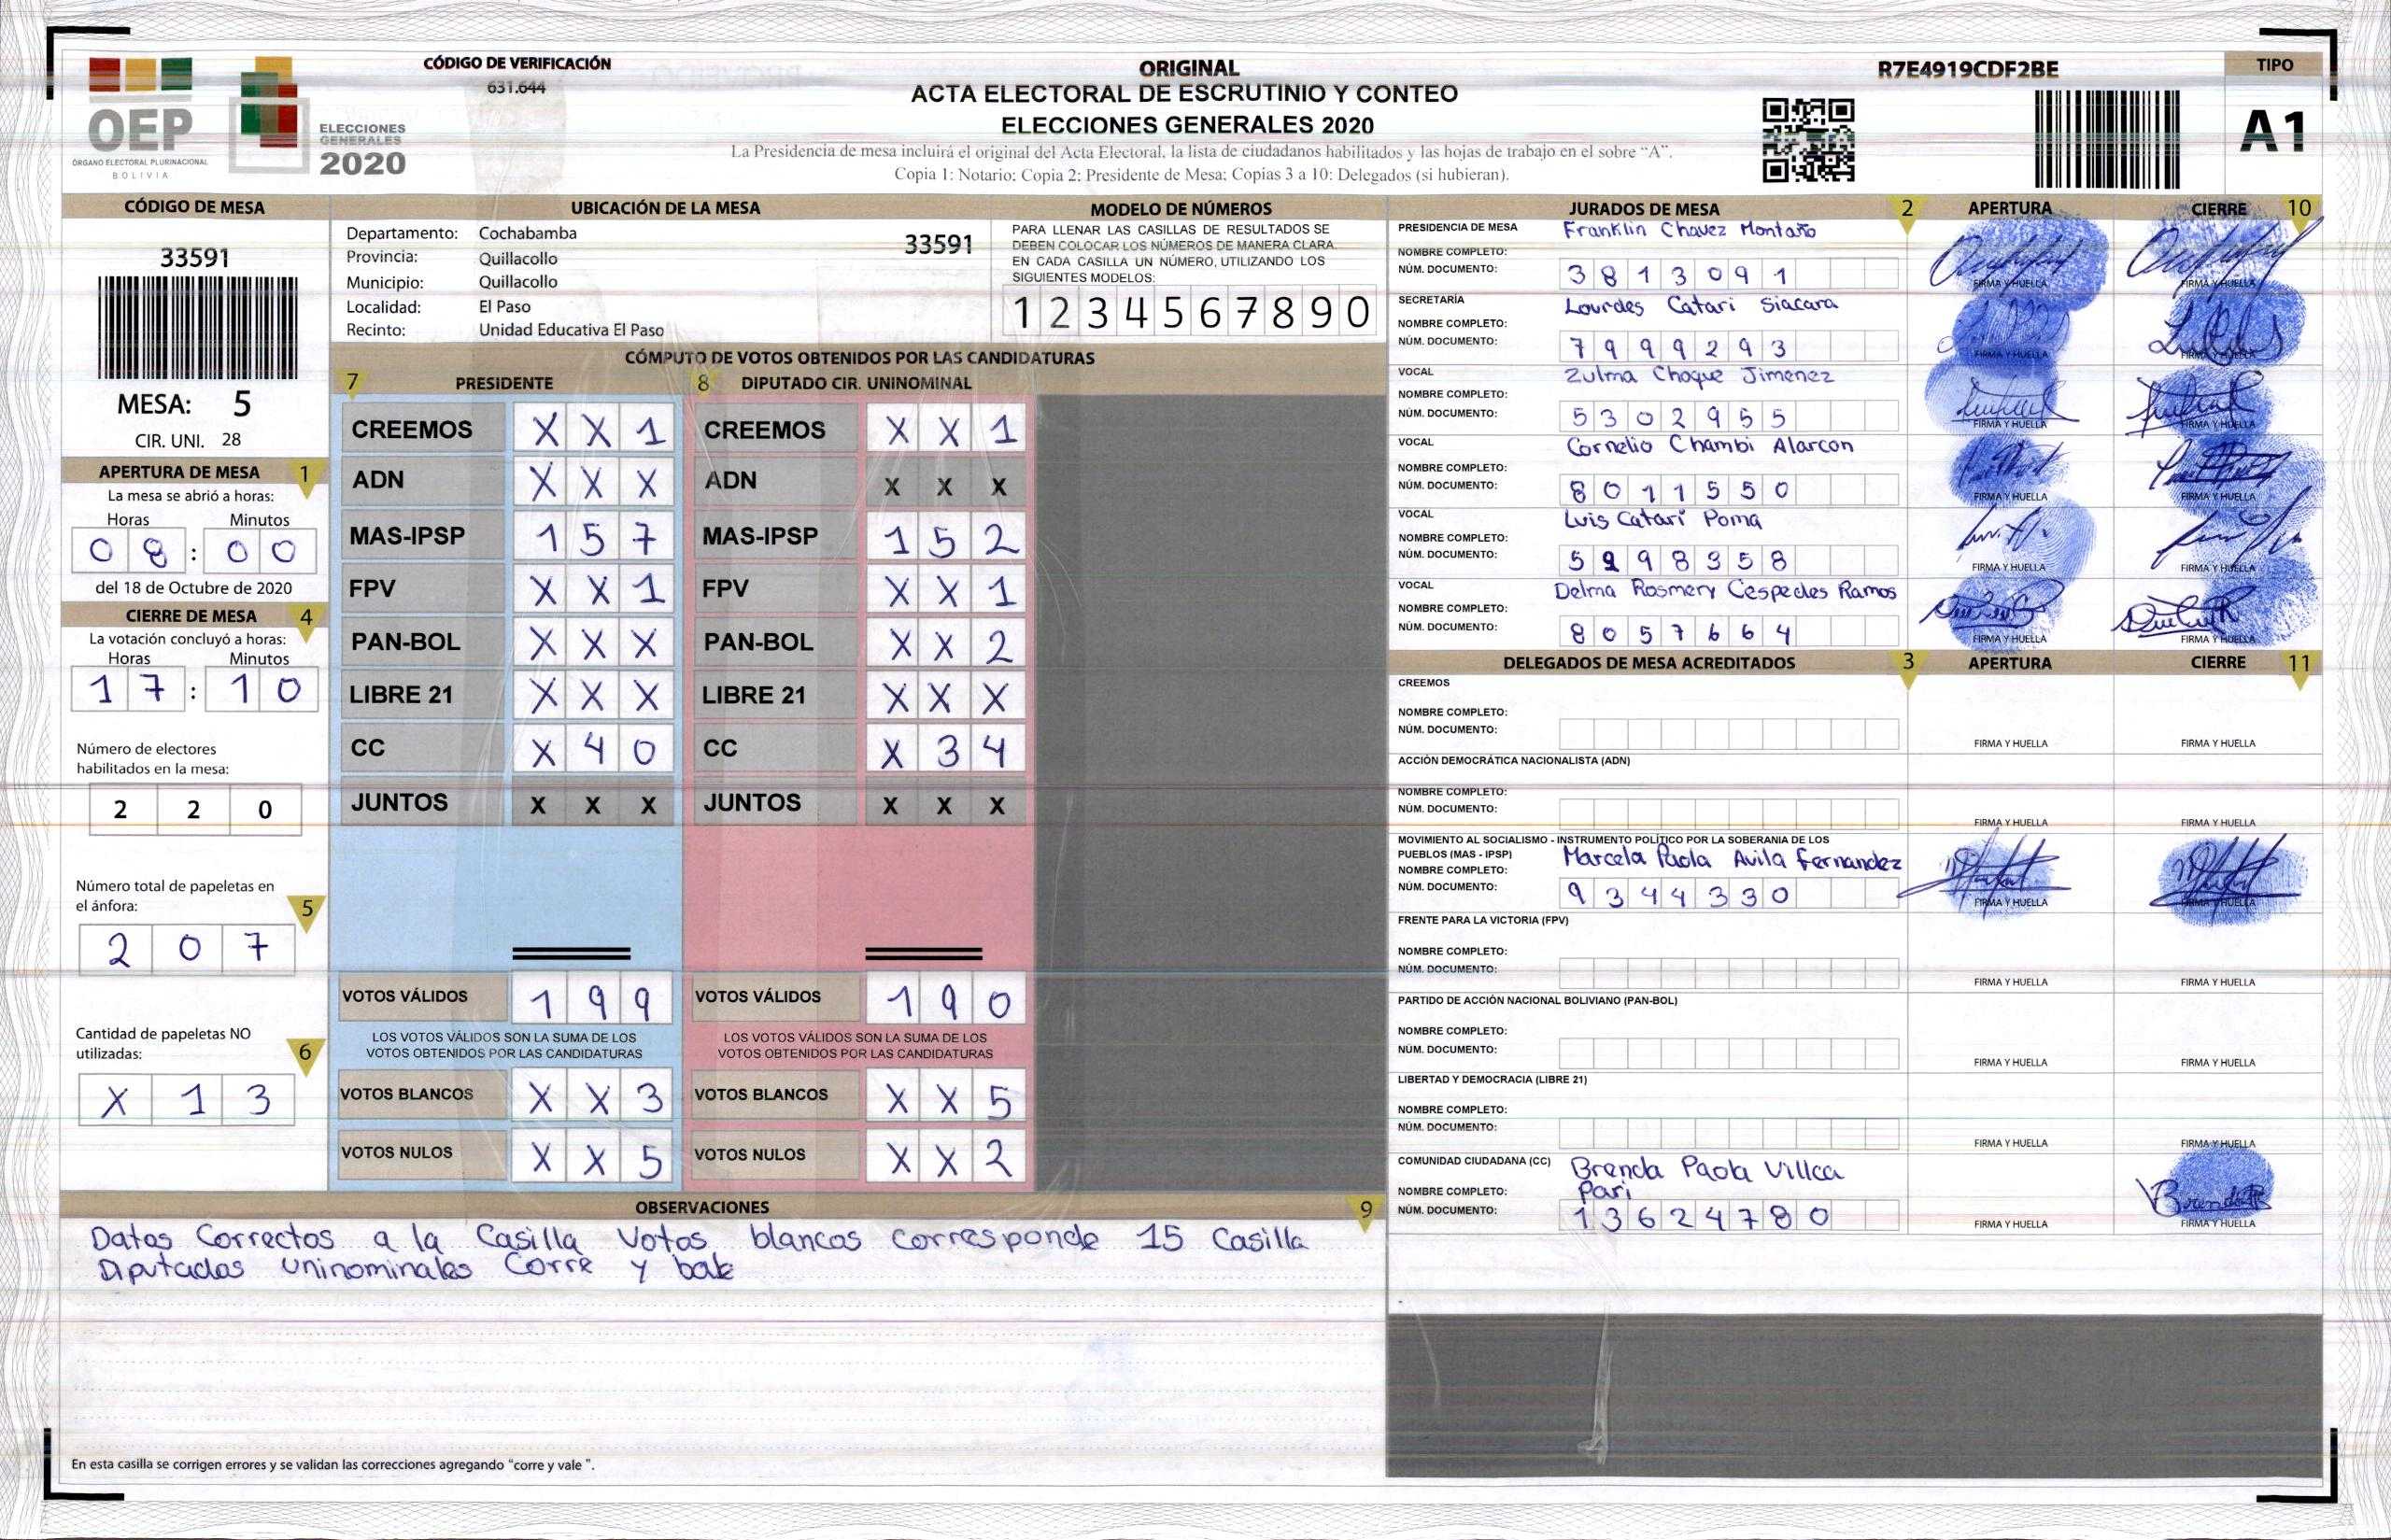 CÓDIGO DE VERIFICACIÓN
631.644
OEP
ÓRGANO ELECTORAL PLURINACIONAL
BOLIVIA
ELECCIONES
GENERALES
2020
ORIGINAL
ACTA ELECTORAL DE ESCRUTINIO Y CONTEO
ELECCIONES GENERALES 2020
La Presidencia de mesa incluirá el original del Acta Electoral, la lista de ciudadanos habilitados y las hojas de trabajo en el sobre “A”.
Copia 1: Notario; Copia 2: Presidente de Mesa; Copias 3 a 10: Delegados (si hubieran).
R7E4919CDF2BE
TIPO
A1
CÓDIGO DE MESA
33591
MESA: 5
CIR. UNI. 28
APERTURA DE MESA 1
La mesa se abrió a horas:
Horas Minutos
0 8 : 0 0
del 18 de Octubre de 2020
CIERRE DE MESA 4
La votación concluyó a horas:
Horas Minutos
1 7 : 1 0
Número de electores
habilitados en la mesa:
2 2 0
Número total de papeletas en
el ánfora: 5
2 0 7
Cantidad de papeletas NO
utilizadas: 6
X 1 3
UBICACIÓN DE LA MESA
Departamento: Cochabamba 33591
Provincia: Quillacollo
Municipio: Quillacollo
Localidad: El Paso
Recinto: Unidad Educativa El Paso
MODELO DE NÚMEROS
PARA LLENAR LAS CASILLAS DE RESULTADOS SE
DEBEN COLOCAR LOS NÚMEROS DE MANERA CLARA
EN CADA CASILLA UN NÚMERO, UTILIZANDO LOS
SIGUIENTES MODELOS:
1 2 3 4 5 6 7 8 9 0
CÓMPUTO DE VOTOS OBTENIDOS POR LAS CANDIDATURAS
7 PRESIDENTE 8 DIPUTADO CIR. UNINOMINAL
CREEMOS X X 1 CREEMOS X X 1
ADN X X X ADN X X X
MAS-IPSP 1 5 7 MAS-IPSP 1 5 2
FPV X X 1 FPV X X 1
PAN-BOL X X X PAN-BOL X X 2
LIBRE 21 X X X LIBRE 21 X X X
CC X 4 0 CC X 3 4
JUNTOS X X X JUNTOS X X X
VOTOS VÁLIDOS 1 9 9 VOTOS VÁLIDOS 1 9 0
LOS VOTOS VÁLIDOS SON LA SUMA DE LOS LOS VOTOS VÁLIDOS SON LA SUMA DE LOS
VOTOS OBTENIDOS POR LAS CANDIDATURAS VOTOS OBTENIDOS POR LAS CANDIDATURAS
VOTOS BLANCOS X X 3 VOTOS BLANCOS X X 5
VOTOS NULOS X X 5 VOTOS NULOS X X 2
OBSERVACIONES 9
Datos Correctos a la Casilla Votos blancos corresponde 15 Casilla
Diputados Uninominales Corre y bale
En esta casilla se corrigen errores y se validan las correcciones agregando “corre y vale ”.
JURADOS DE MESA 2 APERTURA CIERRE 10
PRESIDENCIA DE MESA Franklin Chavez Montaño
NOMBRE COMPLETO:
NÚM. DOCUMENTO: 3 8 1 3 0 9 1
FIRMA Y HUELLA FIRMA Y HUELLA
SECRETARÍA Lourdes Catari Siacara
NOMBRE COMPLETO:
NÚM. DOCUMENTO: 7 9 9 9 2 9 3
FIRMA Y HUELLA FIRMA Y HUELLA
VOCAL Zulma Choque Jimenez
NOMBRE COMPLETO:
NÚM. DOCUMENTO: 5 3 0 2 9 5 5
FIRMA Y HUELLA FIRMA Y HUELLA
VOCAL Cornelio Chambi Alarcon
NOMBRE COMPLETO:
NÚM. DOCUMENTO: 8 0 1 1 5 5 0
FIRMA Y HUELLA FIRMA Y HUELLA
VOCAL Luis Catari Poma
NOMBRE COMPLETO:
NÚM. DOCUMENTO: 5 2 9 8 3 5 8
FIRMA Y HUELLA FIRMA Y HUELLA
VOCAL Delma Rosmery Cespedes Ramos
NOMBRE COMPLETO:
NÚM. DOCUMENTO: 8 0 5 7 6 6 4
FIRMA Y HUELLA FIRMA Y HUELLA
DELEGADOS DE MESA ACREDITADOS 3 APERTURA CIERRE 11
CREEMOS
NOMBRE COMPLETO:
NÚM. DOCUMENTO:
FIRMA Y HUELLA FIRMA Y HUELLA
ACCIÓN DEMOCRÁTICA NACIONALISTA (ADN)
NOMBRE COMPLETO:
NÚM. DOCUMENTO:
FIRMA Y HUELLA FIRMA Y HUELLA
MOVIMIENTO AL SOCIALISMO - INSTRUMENTO POLÍTICO POR LA SOBERANIA DE LOS
PUEBLOS (MAS - IPSP) Marcela Paola Avila Fernandez
NOMBRE COMPLETO:
NÚM. DOCUMENTO: 9 3 4 4 3 3 0
FIRMA Y HUELLA FIRMA Y HUELLA
FRENTE PARA LA VICTORIA (FPV)
NOMBRE COMPLETO:
NÚM. DOCUMENTO:
FIRMA Y HUELLA FIRMA Y HUELLA
PARTIDO DE ACCIÓN NACIONAL BOLIVIANO (PAN-BOL)
NOMBRE COMPLETO:
NÚM. DOCUMENTO:
FIRMA Y HUELLA FIRMA Y HUELLA
LIBERTAD Y DEMOCRACIA (LIBRE 21)
NOMBRE COMPLETO:
NÚM. DOCUMENTO:
FIRMA Y HUELLA FIRMA Y HUELLA
COMUNIDAD CIUDADANA (CC) Brenda Paola Villca
NOMBRE COMPLETO: Pari
NÚM. DOCUMENTO: 1 3 6 2 4 7 8 0
FIRMA Y HUELLA FIRMA Y HUELLA